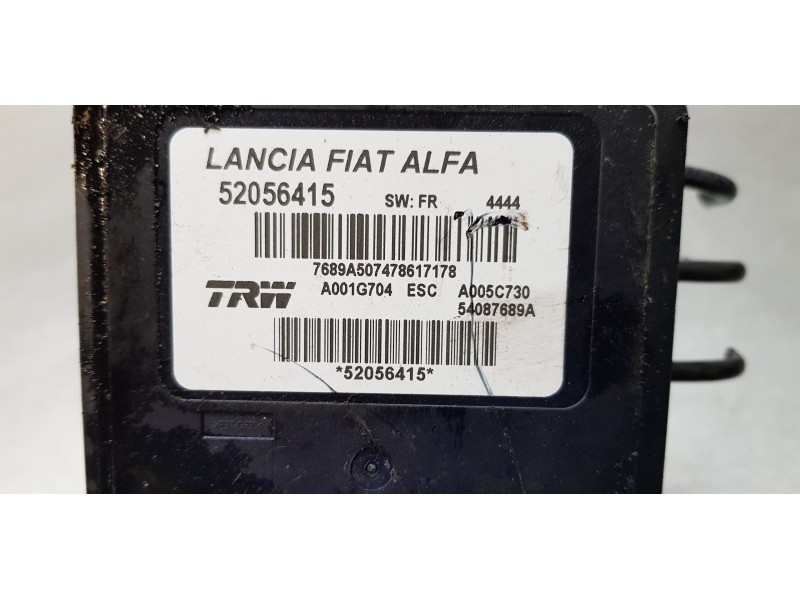 LANCIA FIAT ALFA
52056415 SW: FR 4444
7689A507478617178
TRW A001G704 ESC A005C730
54087689A
*52056415*